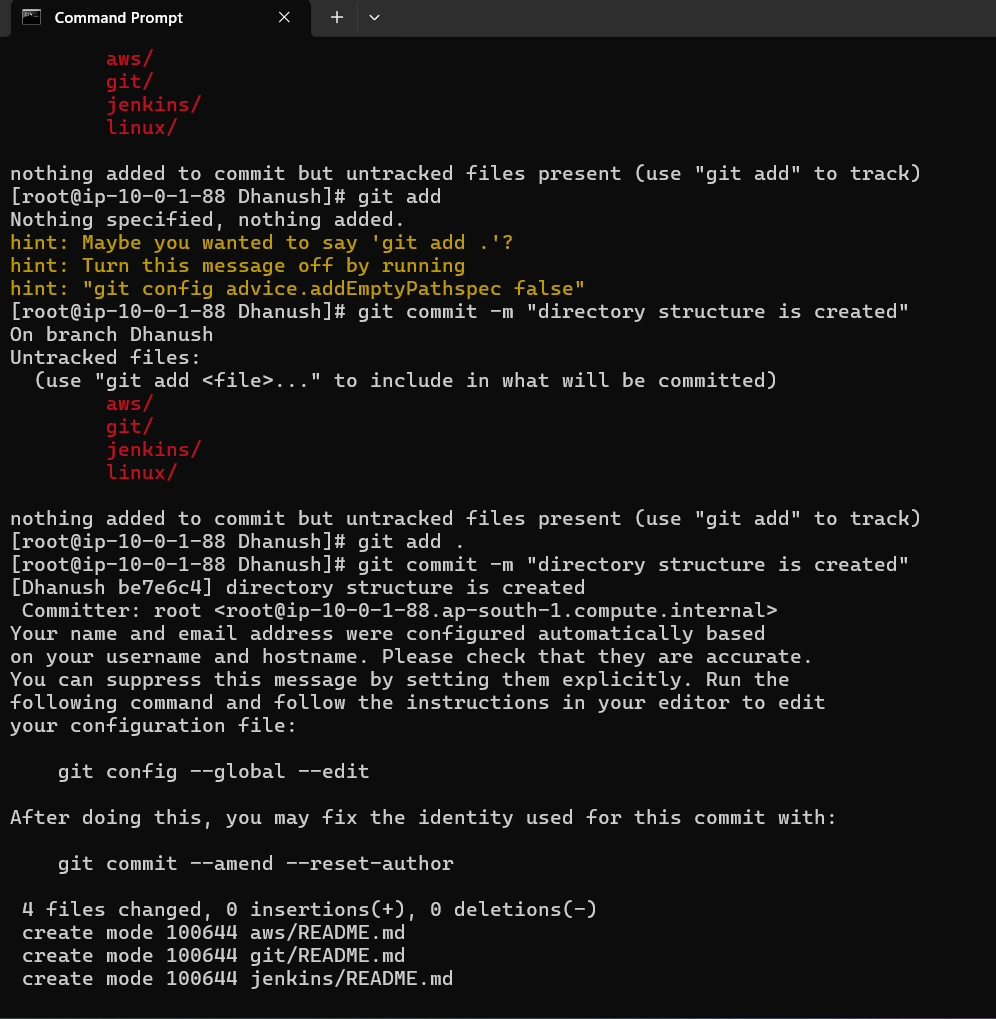 Command Prompt
aws/
git/
jenkins/
linux/
nothing added to commit but untracked files present (use "git add" to track)
[root@ip-10-0-1-88 Dhanush]# git add
Nothing specified, nothing added.
hint: Maybe you wanted to say 'git add .'?
hint: Turn this message off by running
hint: "git config advice.addEmptyPathspec false"
[root@ip-10-0-1-88 Dhanush]# git commit -m "directory structure is created"
On branch Dhanush
Untracked files:
  (use "git add <file>..." to include in what will be committed)
aws/
git/
jenkins/
linux/
nothing added to commit but untracked files present (use "git add" to track)
[root@ip-10-0-1-88 Dhanush]# git add .
[root@ip-10-0-1-88 Dhanush]# git commit -m "directory structure is created"
[Dhanush be7e6c4] directory structure is created
 Committer: root <root@ip-10-0-1-88.ap-south-1.compute.internal>
Your name and email address were configured automatically based
on your username and hostname. Please check that they are accurate.
You can suppress this message by setting them explicitly. Run the
following command and follow the instructions in your editor to edit
your configuration file:
    git config --global --edit
After doing this, you may fix the identity used for this commit with:
    git commit --amend --reset-author
 4 files changed, 0 insertions(+), 0 deletions(-)
 create mode 100644 aws/README.md
 create mode 100644 git/README.md
 create mode 100644 jenkins/README.md